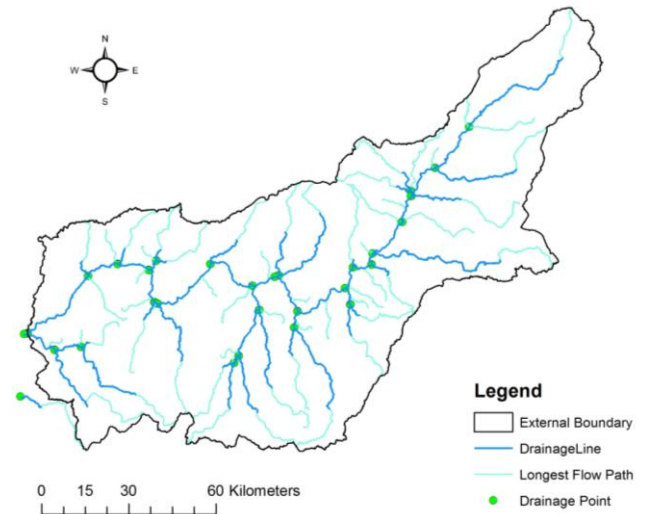 N
W E
S
Legend
External Boundary
DrainageLine
Longest Flow Path
Drainage Point
0 15 30 60 Kilometers